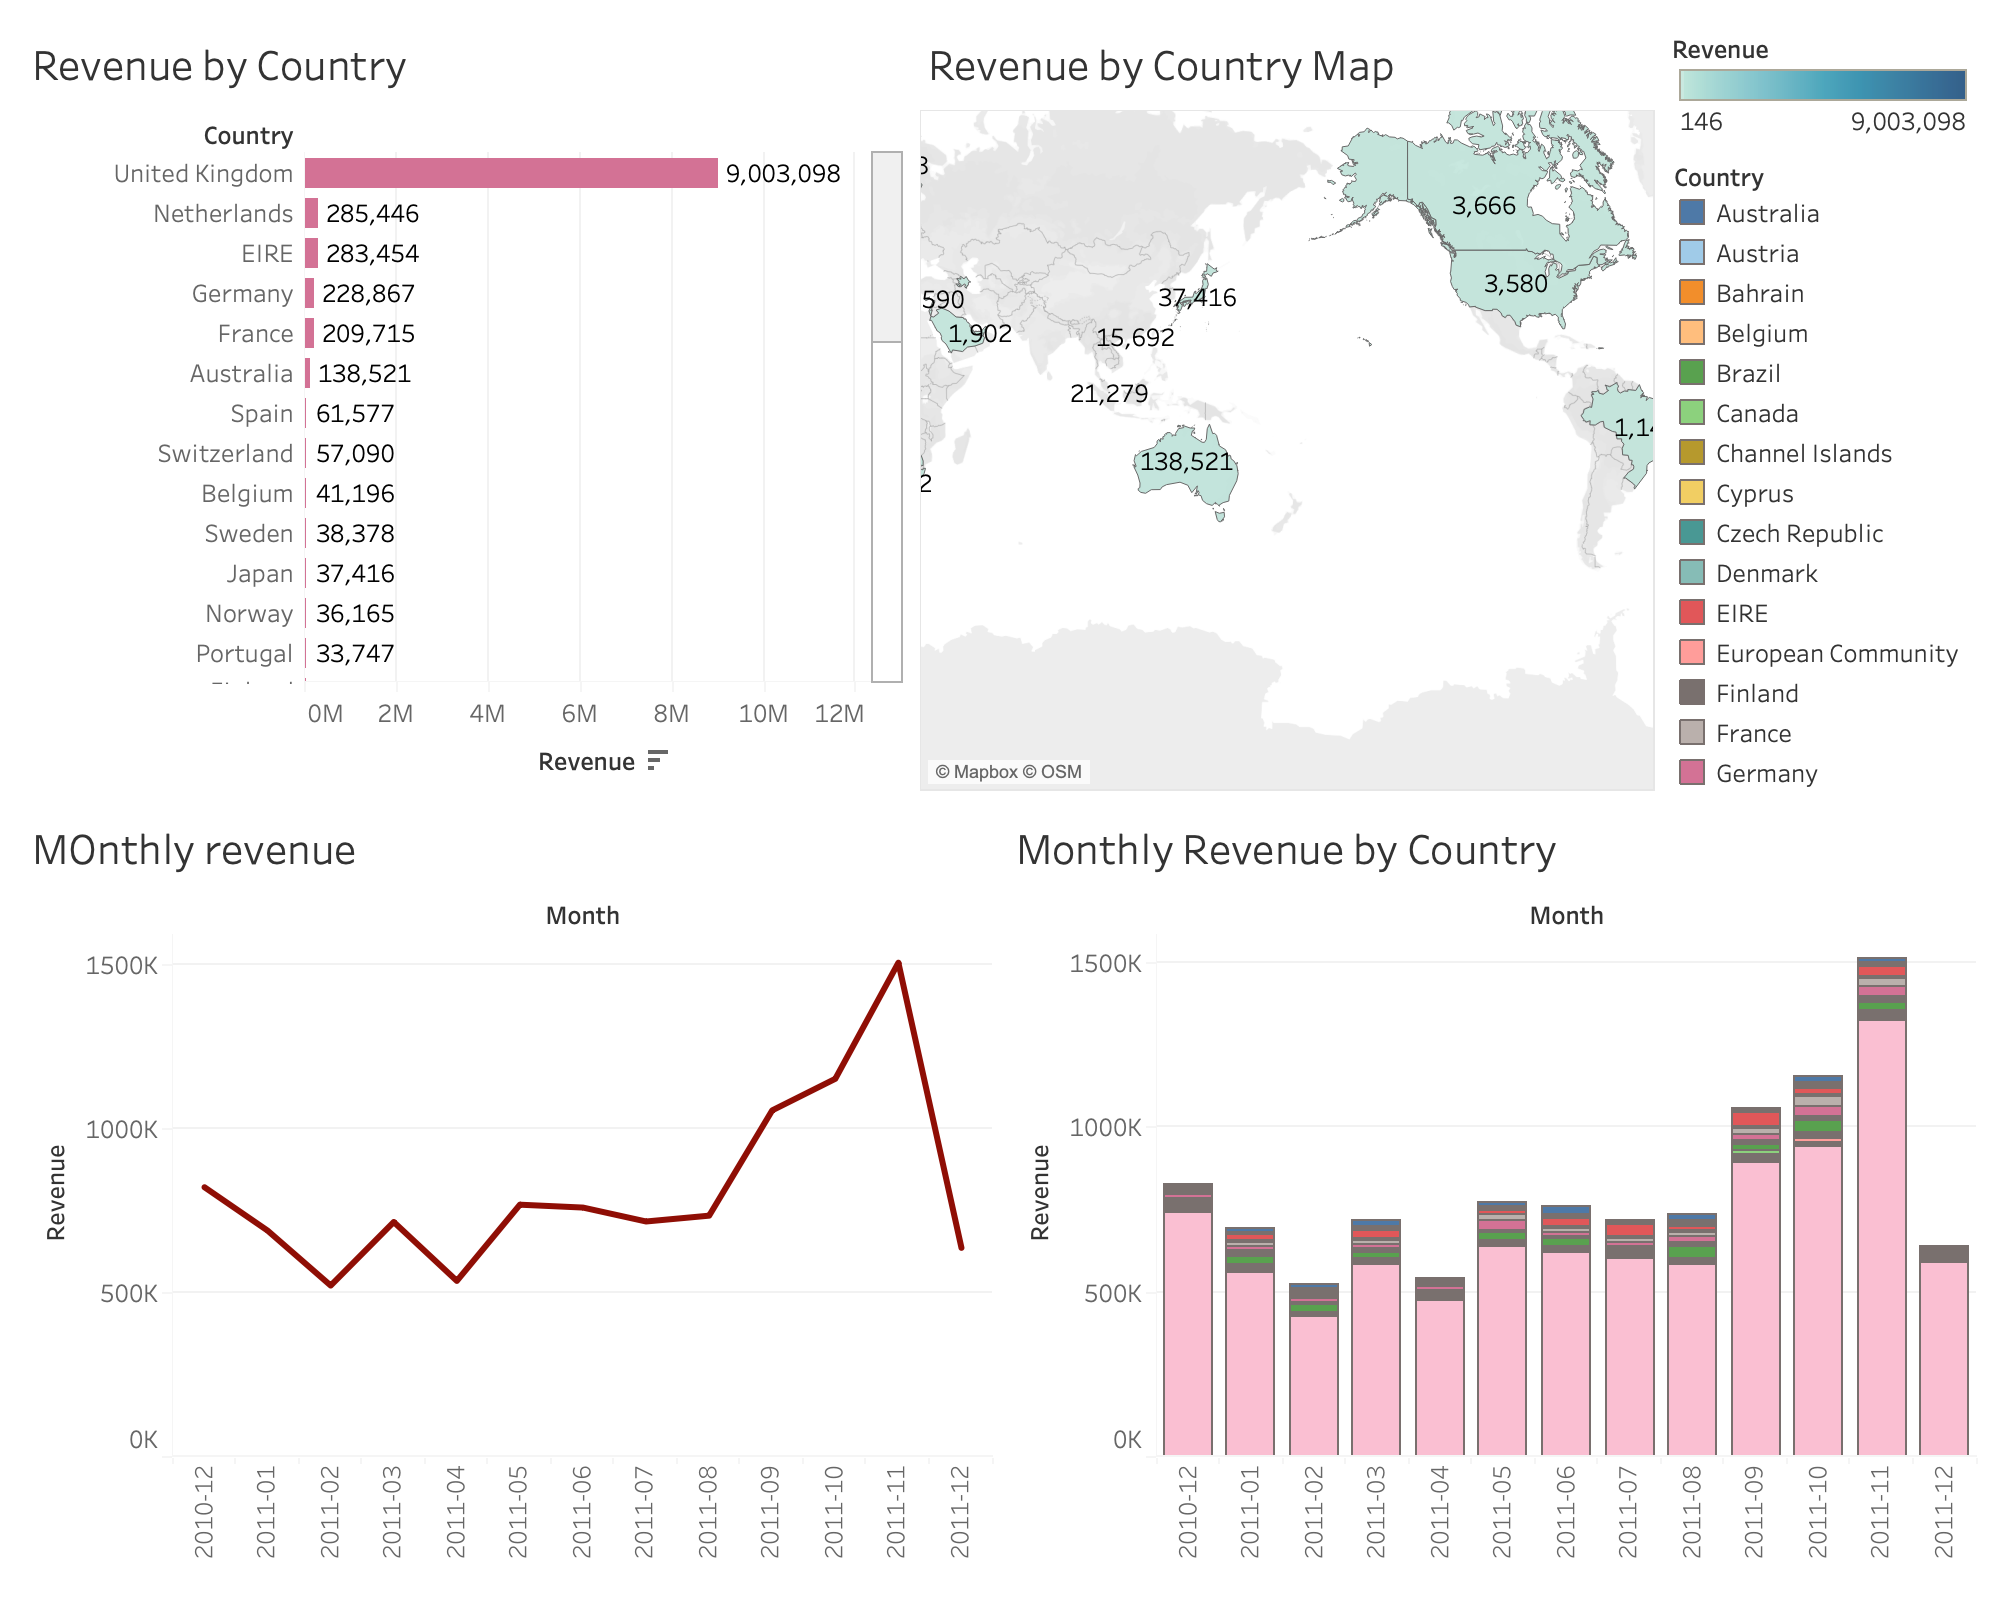 Revenue by Country
Country
United Kingdom 9,003,098
Netherlands 285,446
EIRE 283,454
Germany 228,867
France 209,715
Australia 138,521
Spain 61,577
Switzerland 57,090
Belgium 41,196
Sweden 38,378
Japan 37,416
Norway 36,165
Portugal 33,747
0M 2M 4M 6M 8M 10M 12M
Revenue
Revenue by Country Map
3,666
3,580
590
37,416
1,902
15,692
21,279
1,14
138,521
2
© Mapbox © OSM
Revenue
146 9,003,098
Country
Australia
Austria
Bahrain
Belgium
Brazil
Canada
Channel Islands
Cyprus
Czech Republic
Denmark
EIRE
European Community
Finland
France
Germany
MOnthly revenue
Month
1500K
1000K
500K
0K
Revenue
2010-12 2011-01 2011-02 2011-03 2011-04 2011-05 2011-06 2011-07 2011-08 2011-09 2011-10 2011-11 2011-12
Monthly Revenue by Country
Month
1500K
1000K
500K
0K
Revenue
2010-12 2011-01 2011-02 2011-03 2011-04 2011-05 2011-06 2011-07 2011-08 2011-09 2011-10 2011-11 2011-12